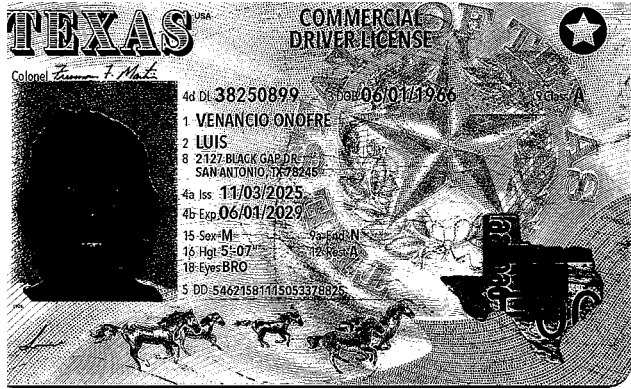 TEXAS USA
COMMERCIAL
DRIVER LICENSE
Colonel
4d DL 38250899 3 DOB 06/01/1966 9 Class A
1 VENANCIO ONOFRE
2 LUIS
8 2127 BLACK GAP DR
SAN ANTONIO, TX 78245
4a Iss 11/03/2025
4b Exp 06/01/2029
15 Sex M 9a End N
16 Hgt 5'-07" 12 Rest A
18 Eyes BRO
5 DD 54621581115053378825